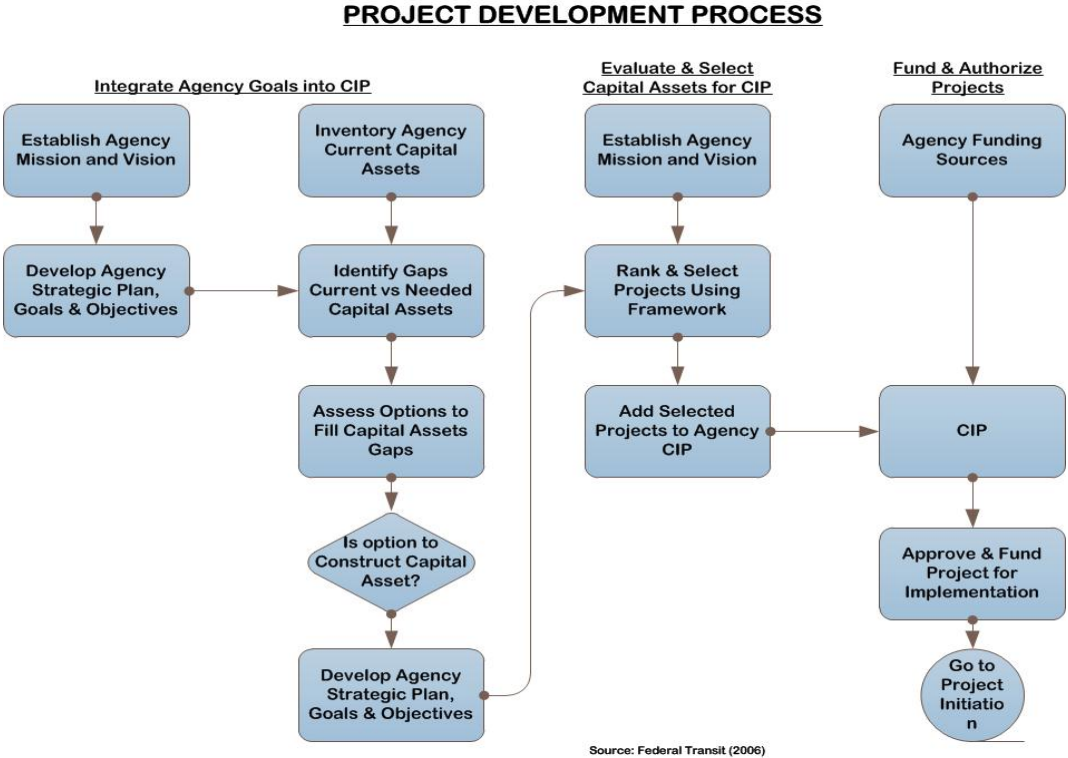 PROJECT DEVELOPMENT PROCESS
Integrate Agency Goals into CIP
Establish Agency
Mission and Vision
Develop Agency
Strategic Plan,
Goals & Objectives
Inventory Agency
Current Capital
Assets
Identify Gaps
Current vs Needed
Capital Assets
Assess Options to
Fill Capital Assets
Gaps
Is option to
Construct Capital
Asset?
Develop Agency
Strategic Plan,
Goals & Objectives
Evaluate & Select
Capital Assets for CIP
Establish Agency
Mission and Vision
Rank & Select
Projects Using
Framework
Add Selected
Projects to Agency
CIP
Fund & Authorize
Projects
Agency Funding
Sources
CIP
Approve & Fund
Project for
Implementation
Go to
Project
Initiatio
n
Source: Federal Transit (2006)